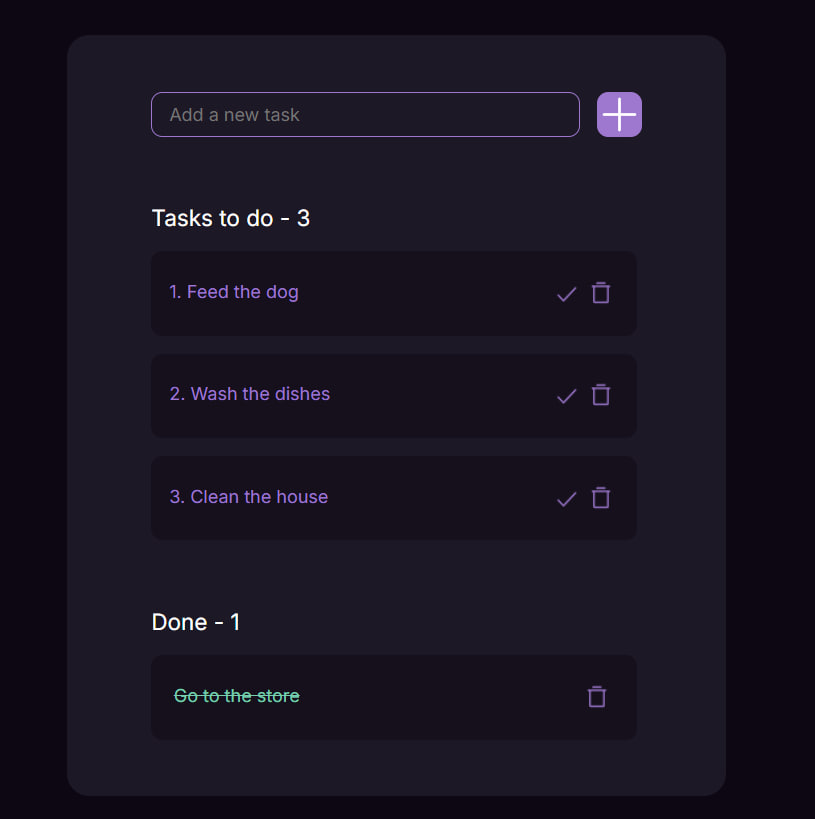 Add a new task
Tasks to do - 3
1. Feed the dog
2. Wash the dishes
3. Clean the house
Done - 1
Go to the store